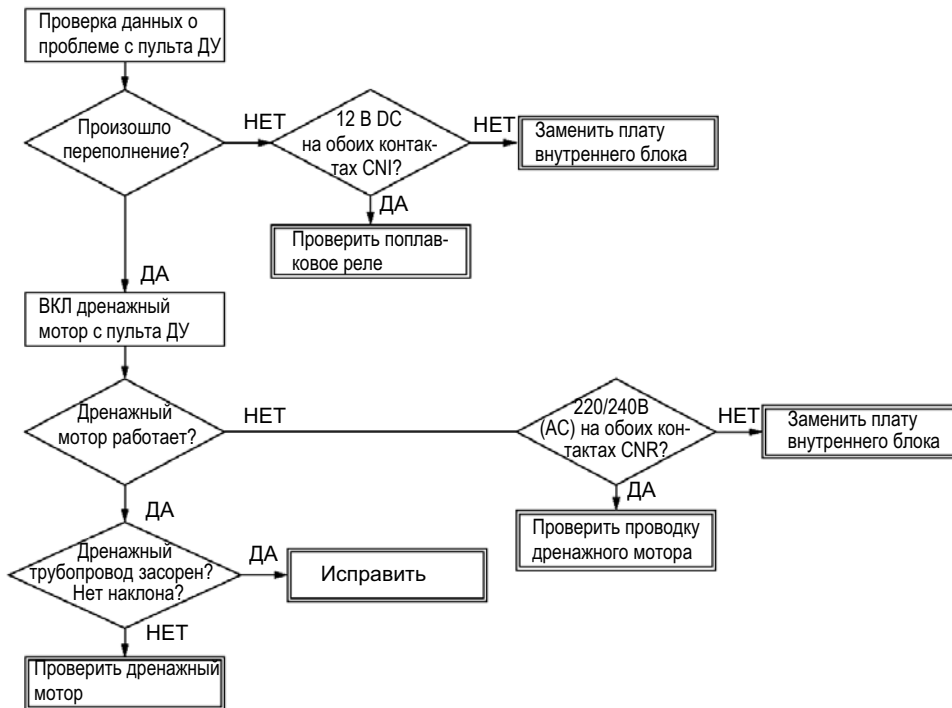 Проверка данных о
проблеме с пульта ДУ
Произошло
переполнение?
НЕТ
12 В DC
на обоих контак-
тах CNI?
НЕТ
Заменить плату
внутреннего блока
ДА
Проверить поплав-
ковое реле
ДА
ВКЛ дренажный
мотор с пульта ДУ
Дренажный
мотор работает?
НЕТ
220/240В
(AC) на обоих кон-
тактах CNR?
НЕТ
Заменить плату
внутреннего блока
ДА
Проверить проводку
дренажного мотора
ДА
Дренажный
трубопровод засорен?
Нет наклона?
ДА
Исправить
НЕТ
Проверить дренажный
мотор